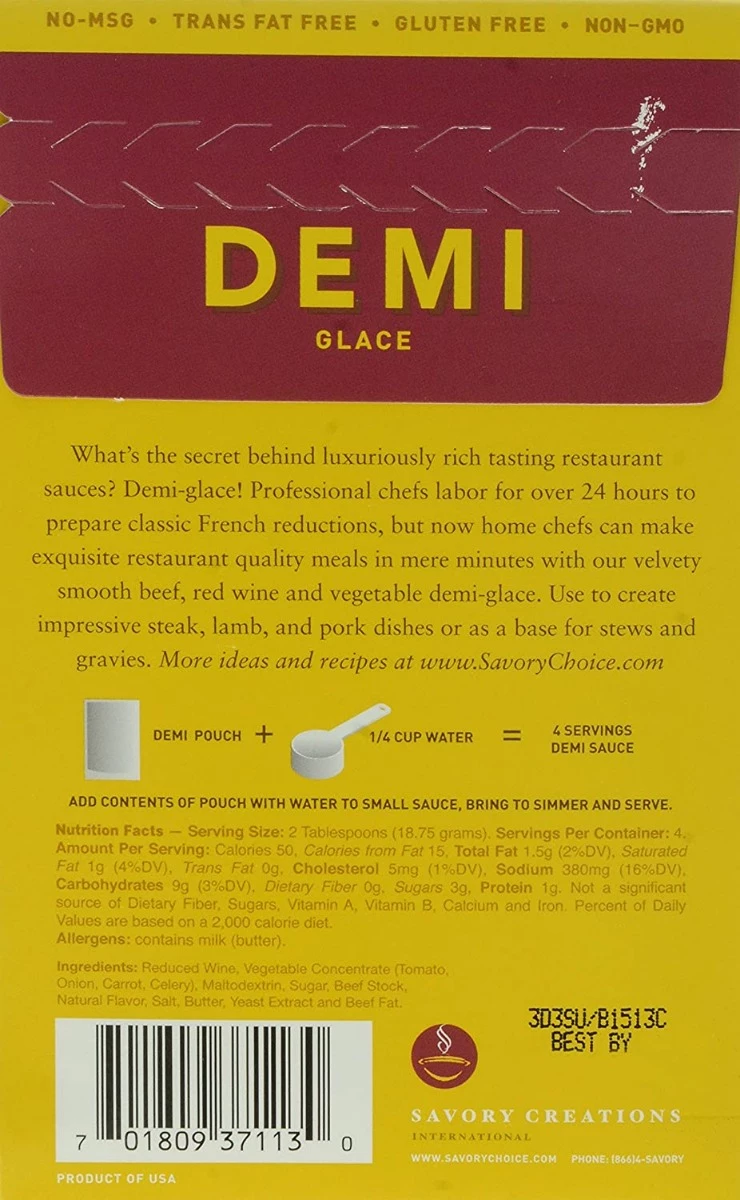 NO-MSG • TRANS FAT FREE • GLUTEN FREE • NON-GMO
DEMI
GLACE
What's the secret behind luxuriously rich tasting restaurant
sauces? Demi-glace! Professional chefs labor for over 24 hours to
prepare classic French reductions, but now home chefs can make
exquisite restaurant quality meals in mere minutes with our velvety
smooth beef, red wine and vegetable demi-glace. Use to create
impressive steak, lamb, and pork dishes or as a base for stews and
gravies. More ideas and recipes at www.SavoryChoice.com
DEMI POUCH + 1/4 CUP WATER = 4 SERVINGS
DEMI SAUCE
ADD CONTENTS OF POUCH WITH WATER TO SMALL SAUCE, BRING TO SIMMER AND SERVE.
Nutrition Facts — Serving Size: 2 Tablespoons (18.75 grams). Servings Per Container: 4.
Amount Per Serving: Calories 50, Calories from Fat 15, Total Fat 1.5g (2%DV), Saturated
Fat 1g (4%DV), Trans Fat 0g, Cholesterol 5mg (1%DV), Sodium 380mg (16%DV),
Carbohydrates 9g (3%DV), Dietary Fiber 0g, Sugars 3g, Protein 1g. Not a significant
source of Dietary Fiber, Sugars, Vitamin A, Vitamin B, Calcium and Iron. Percent of Daily
Values are based on a 2,000 calorie diet.
Allergens: contains milk (butter).
Ingredients: Reduced Wine, Vegetable Concentrate (Tomato,
Onion, Carrot, Celery), Maltodextrin, Sugar, Beef Stock,
Natural Flavor, Salt, Butter, Yeast Extract and Beef Fat.
3D3SU/B1513C
BEST BY
7 01809 37113 0
SAVORY CREATIONS
INTERNATIONAL
WWW.SAVORYCHOICE.COM PHONE: (866)4-SAVORY
PRODUCT OF USA